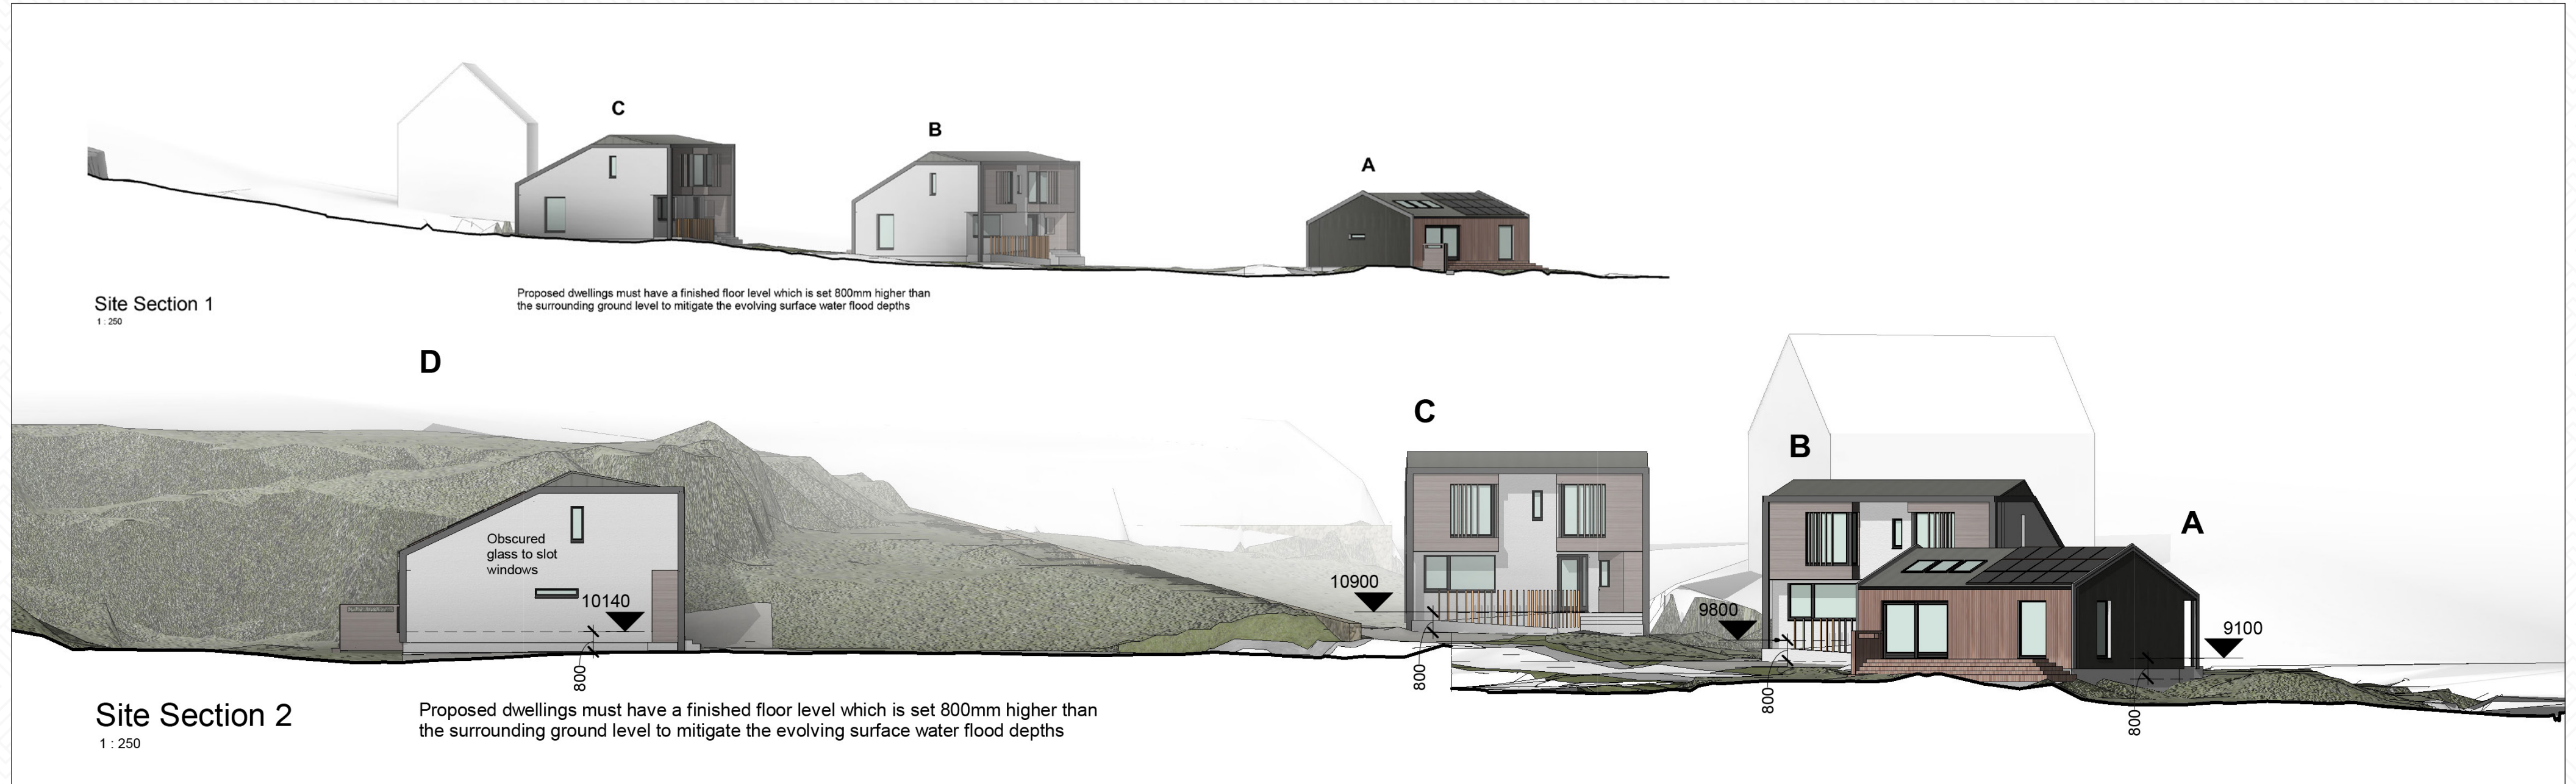 C
B
A
Site Section 1
1 : 250
Proposed dwellings must have a finished floor level which is set 800mm higher than
the surrounding ground level to mitigate the evolving surface water flood depths
D
C
B
A
Obscured
glass to slot
windows
10140
10900
9800
9100
800
800
800
800
Site Section 2
1 : 250
Proposed dwellings must have a finished floor level which is set 800mm higher than
the surrounding ground level to mitigate the evolving surface water flood depths